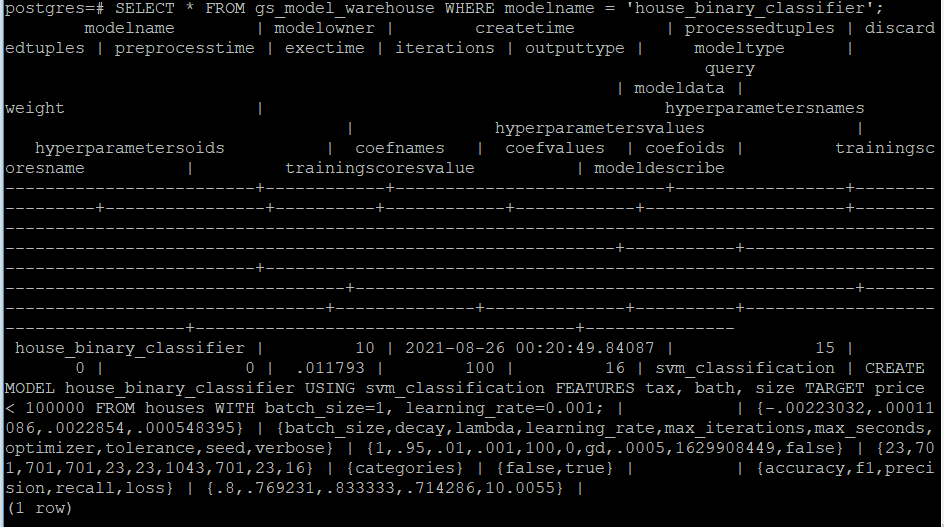 postgres=# SELECT * FROM gs_model_warehouse WHERE modelname = 'house_binary_classifier';
        modelname        | modelowner |         createtime         | processedtuples | discard
edtuples | preprocesstime | exectime | iterations | outputtype |     modeltype      |
                                                                      query
                                                             | modeldata |
weight                         |                                        hyperparametersnames
                                  |              hyperparametersvalues               |
   hyperparametersoids          |  coefnames   |  coefvalues  | coefoids |         trainingsc
oresname          |         trainingscoresvalue          | modeldescribe
-------------------------+------------+----------------------------+-----------------+
---------+----------------+----------+------------+------------+--------------------+--------
---------------------------------------------------------------------------------------------
-------------------------------------------------------------+-----------+-------------------
-------------------------+-------------------------------------------------------------------
----------------------------------+--------------------------------------------------+-------
--------------------------------+--------------+--------------+----------+-------------------
------------------+--------------------------------------+---------------
 house_binary_classifier |         10 | 2021-08-26 00:20:49.84087 |              15 |
       0 |              0 |  .011793 |        100 |         16 | svm_classification | CREATE
MODEL house_binary_classifier USING svm_classification FEATURES tax, bath, size TARGET price
< 100000 FROM houses WITH batch_size=1, learning_rate=0.001; |           | {-.00223032,.00011
086,.0022854,.000548395} | {batch_size,decay,lambda,learning_rate,max_iterations,max_seconds,
optimizer,tolerance,seed,verbose} | {1,.95,.01,.001,100,0,gd,.0005,1629908449,false} | {23,70
1,701,701,23,23,1043,701,23,16} | {categories} | {false,true} |          | {accuracy,f1,preci
sion,recall,loss} | {.8,.769231,.833333,.714286,10.0055} |
(1 row)